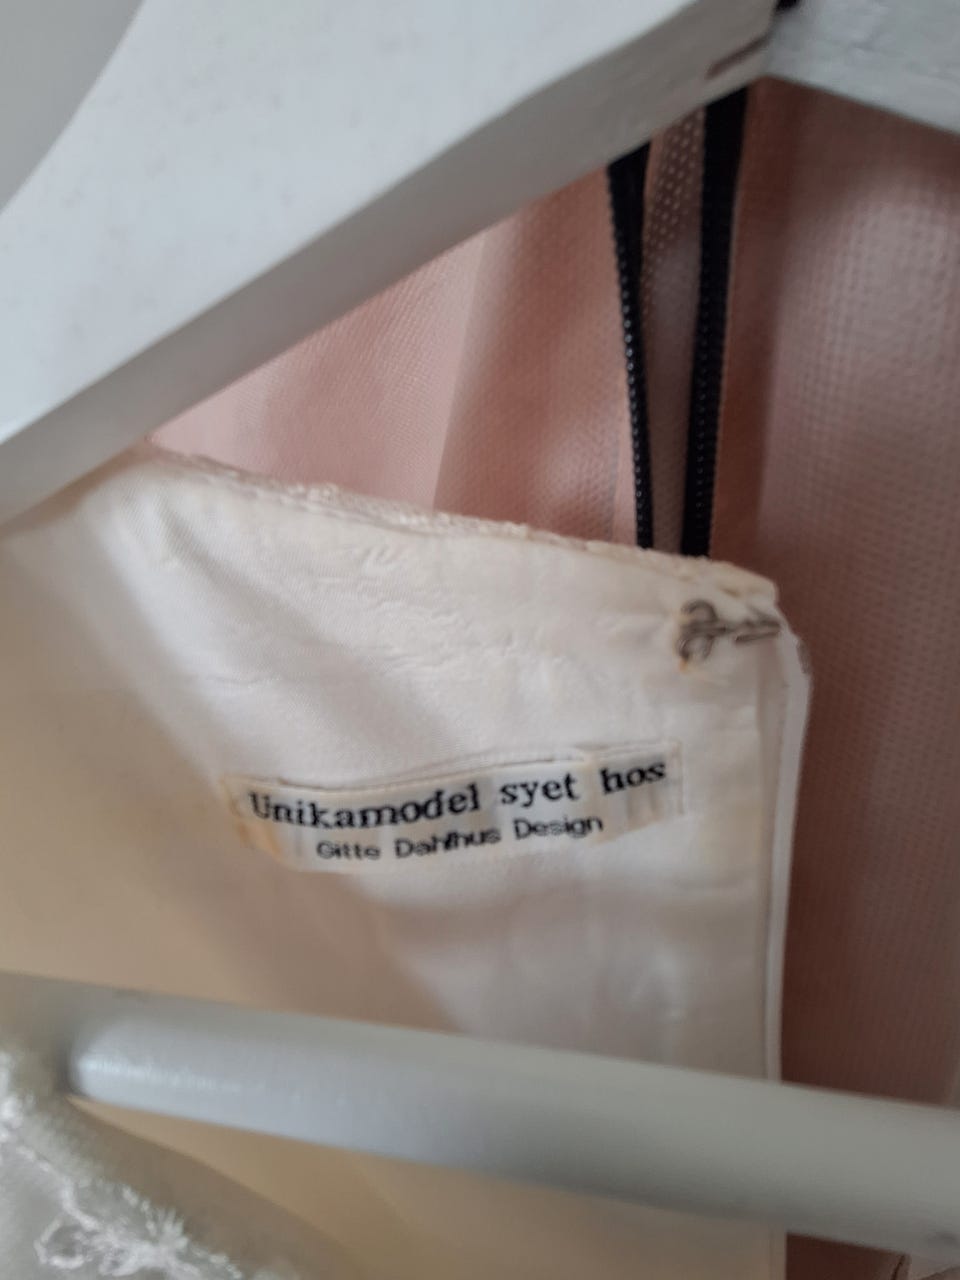 Unikamodel syet hos
Gitte Dahlhus Design